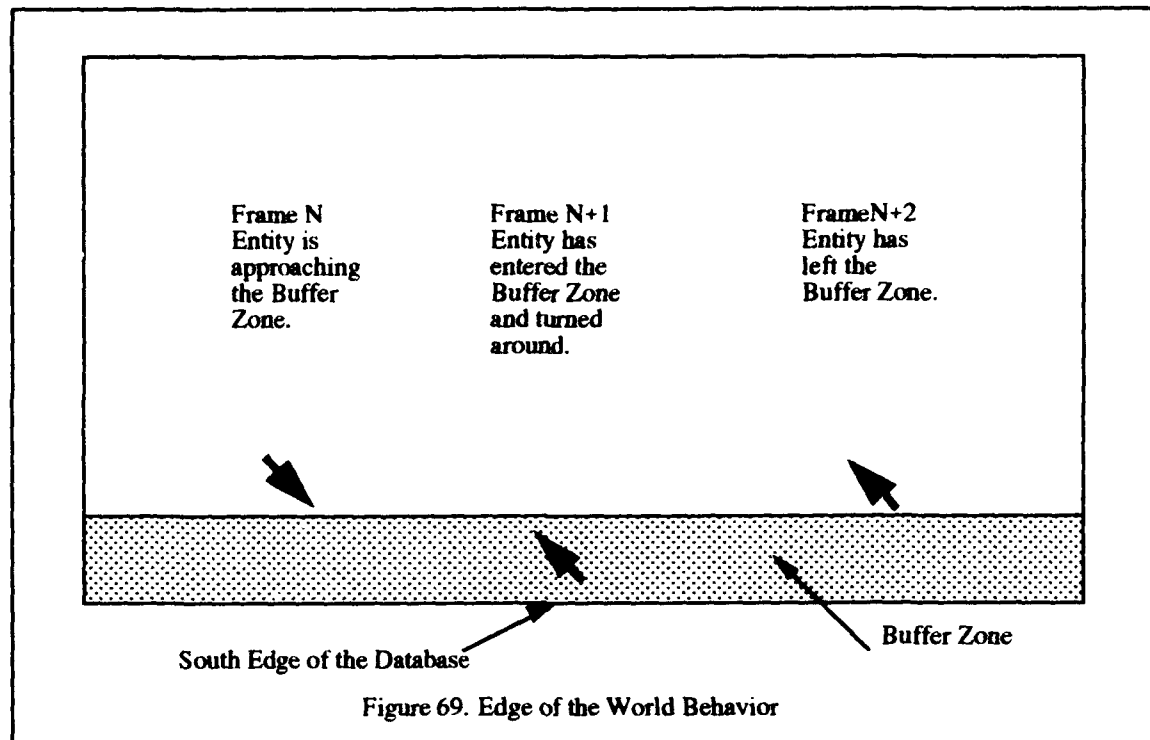 Frame N
Entity is
approaching
the Buffer
Zone.
Frame N+1
Entity has
entered the
Buffer Zone
and turned
around.
FrameN+2
Entity has
left the
Buffer Zone.
South Edge of the Database
Buffer Zone
Figure 69. Edge of the World Behavior